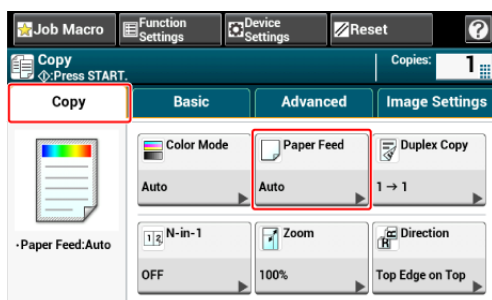 Job Macro
Function Settings
Device Settings
Reset
?
Copy
:Press START.
Copies:
1
Copy
Basic
Advanced
Image Settings
Color Mode
Auto
Paper Feed
Auto
Duplex Copy
1→1
·Paper Feed:Auto
1 2 N-in-1
OFF
Zoom
100%
R Direction
Top Edge on Top